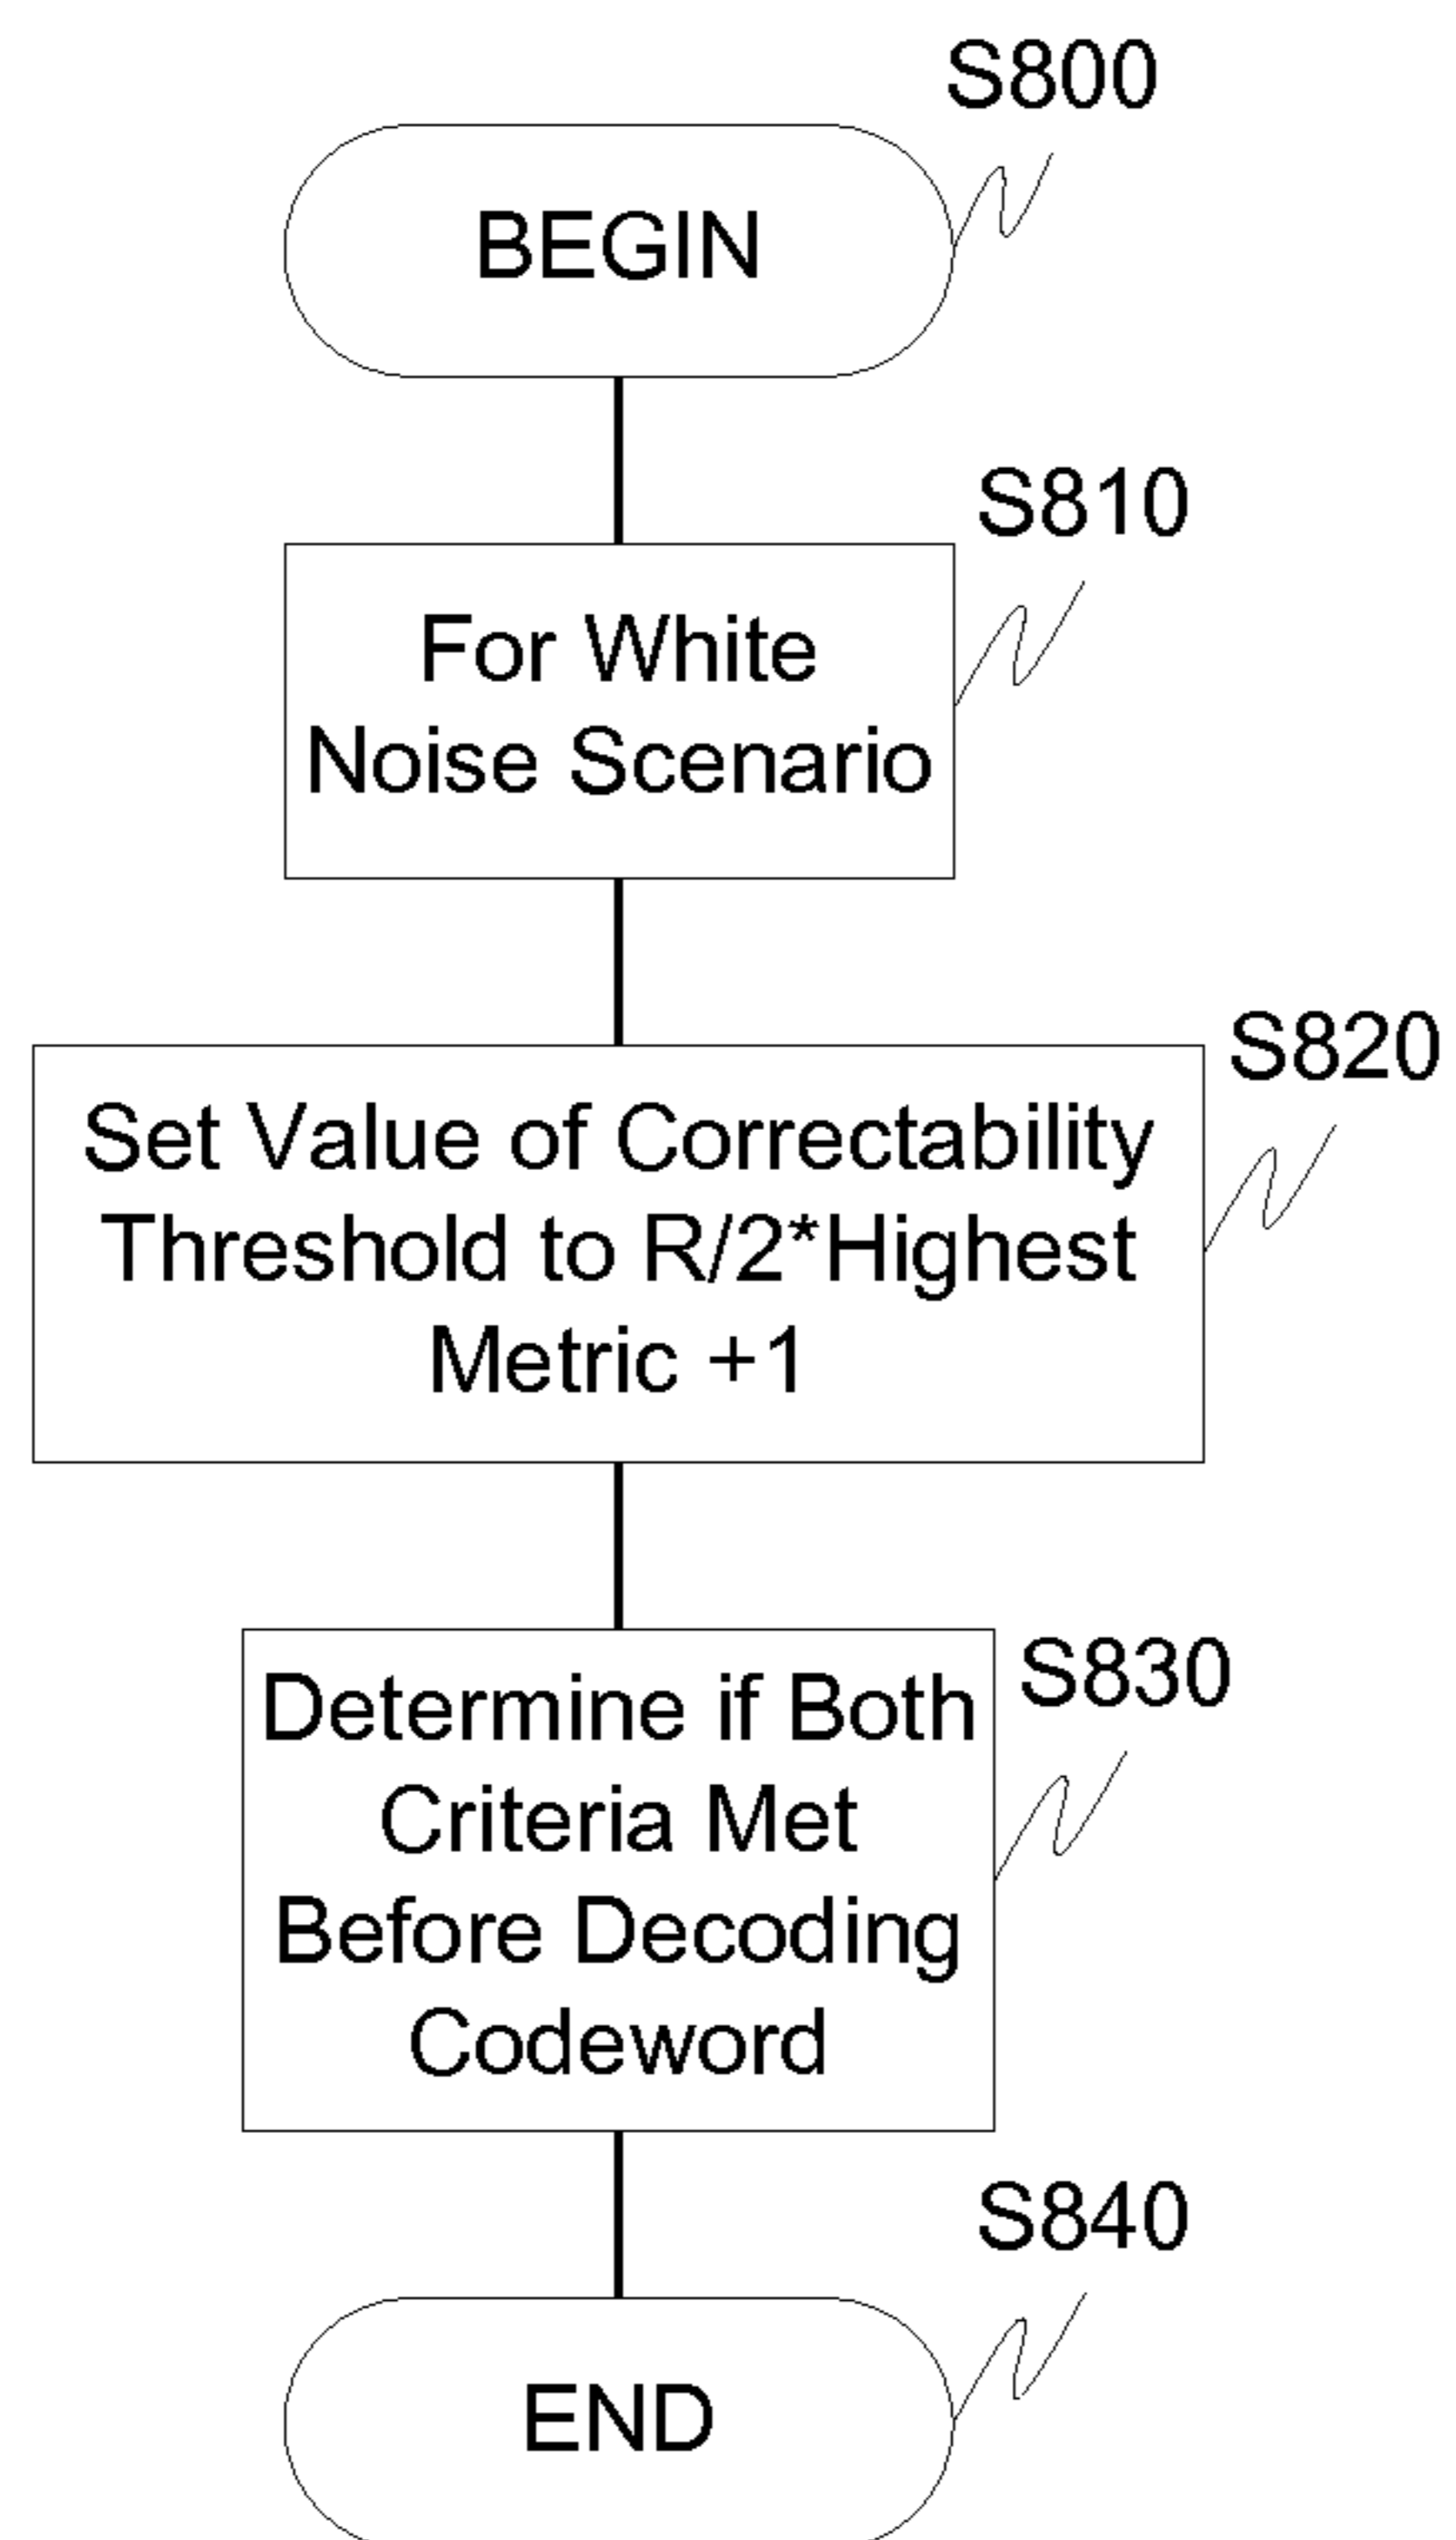 S800
BEGIN
S810
For White
Noise Scenario
S820
Set Value of Correctability
Threshold to R/2*Highest
Metric +1
S830
Determine if Both
Criteria Met
Before Decoding
Codeword
S840
END